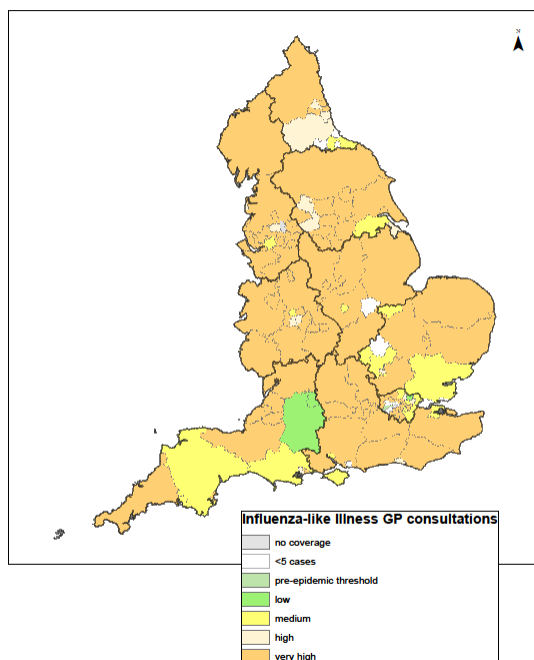 N
Influenza-like Illness GP consultations
no coverage
<5 cases
pre-epidemic threshold
low
medium
high
very high